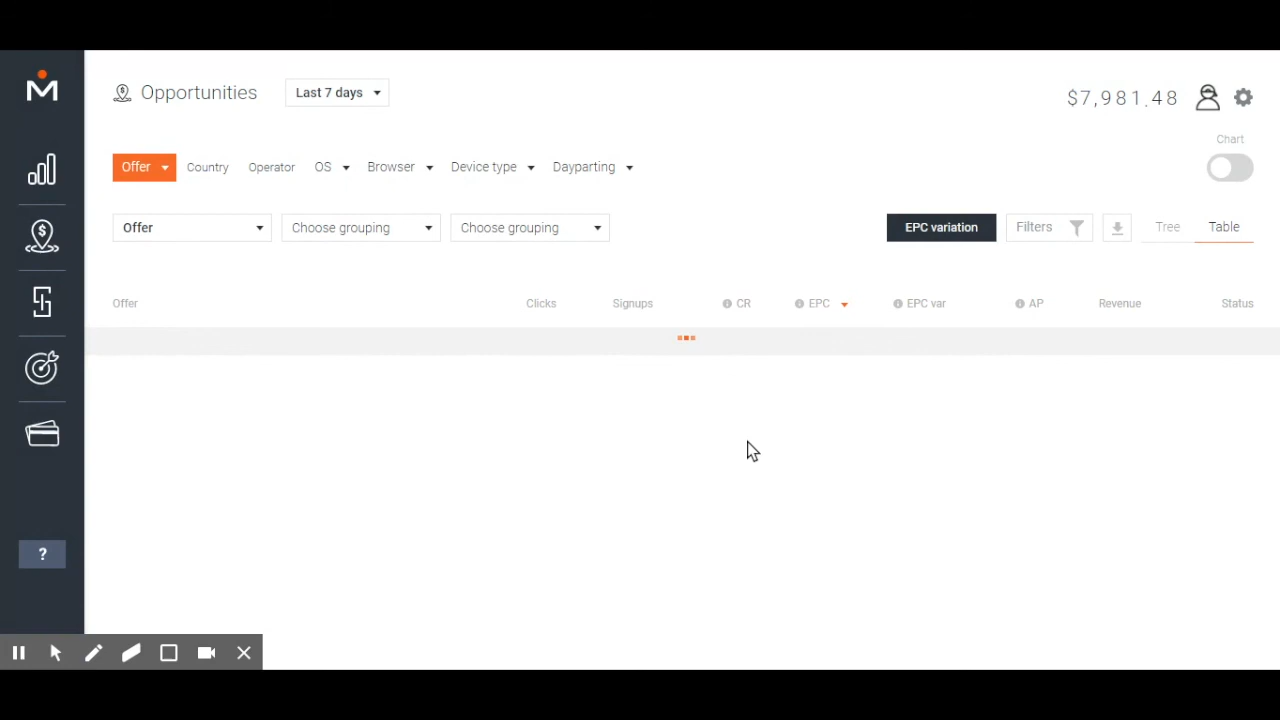 Opportunities Last 7 days $7,981.48
Chart
Offer Country Operator OS Browser Device type Dayparting
Offer Choose grouping Choose grouping EPC variation Filters Tree Table
Offer Clicks Signups CR EPC EPC var AP Revenue Status
?